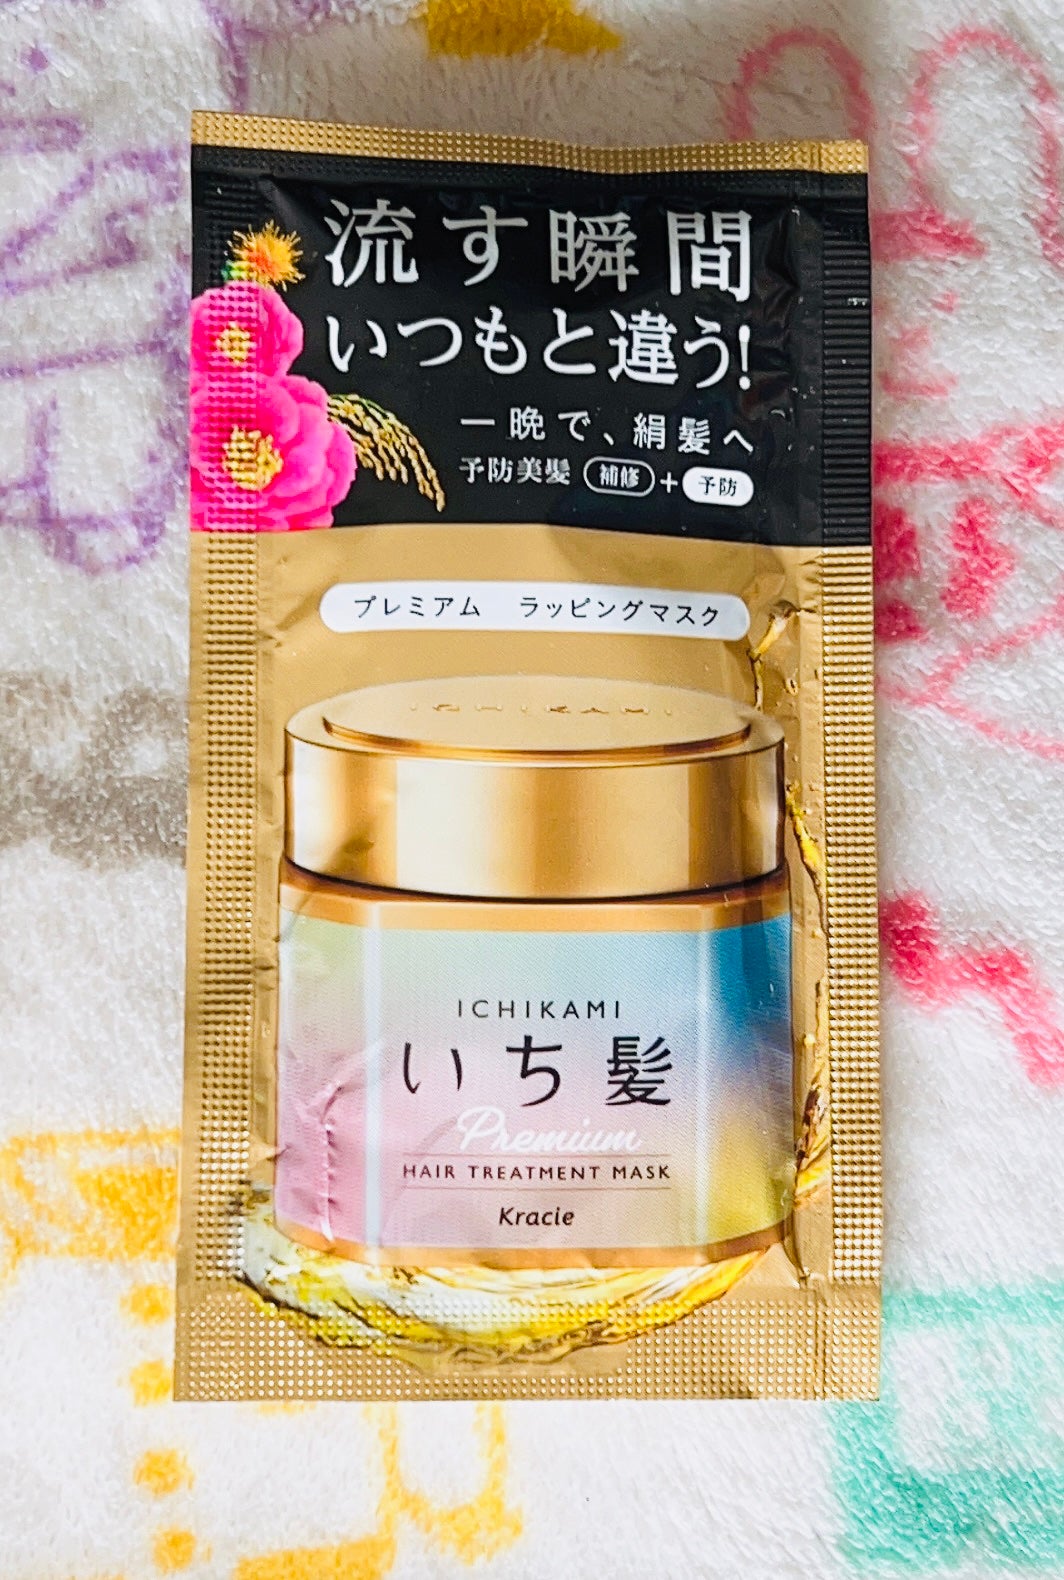 流す瞬間
いつもと違う!
一晩で、絹髪へ
予防美髪 補修+予防
プレミアム ラッピングマスク
ICHIKAMI
ICHIKAMI
いち髪
Premium
HAIR TREATMENT MASK
Kracie